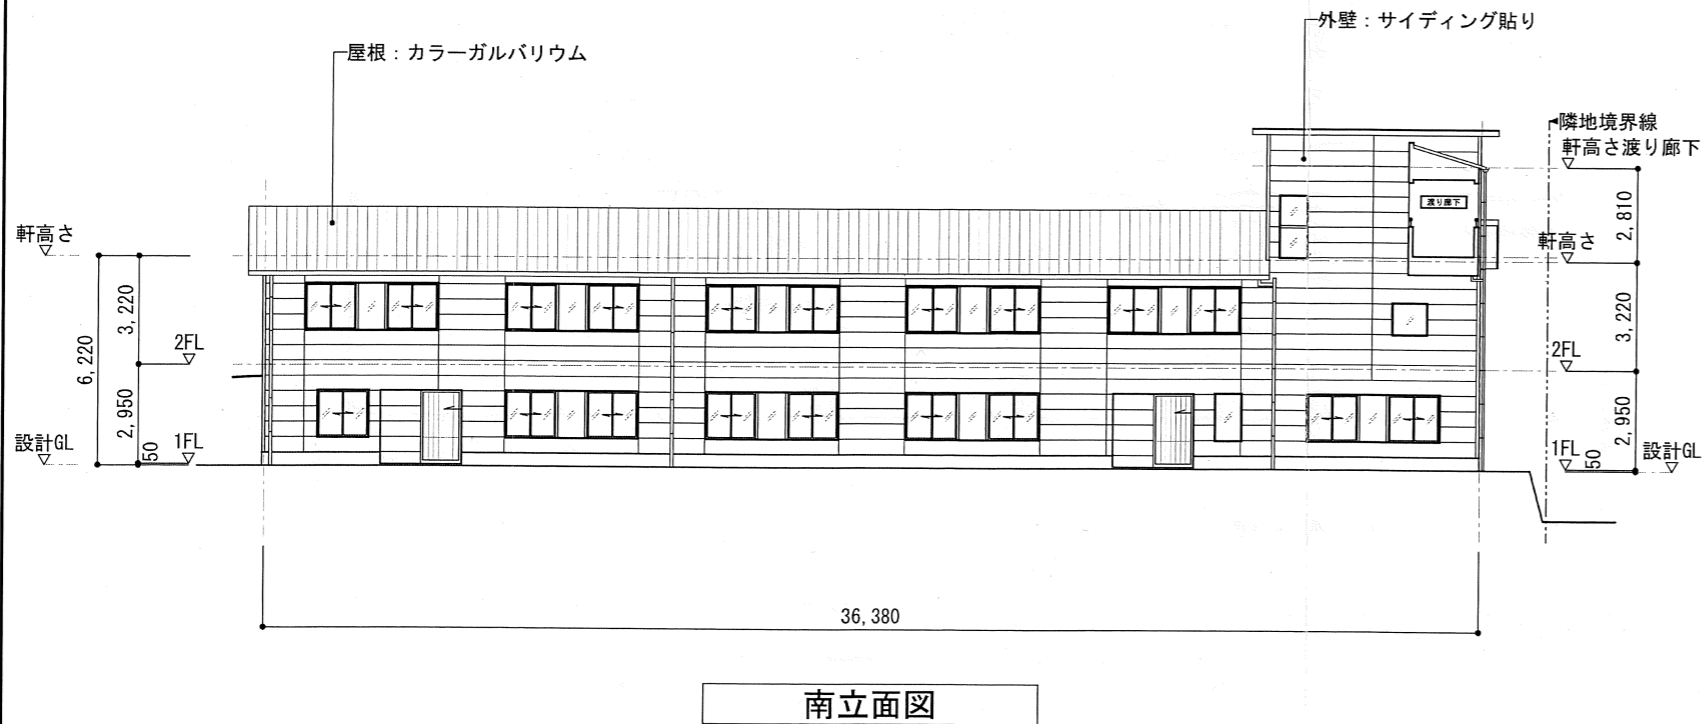 外壁：サイディング貼り
屋根：カラーガルバリウム
隣地境界線
軒高さ渡り廊下
渡り廊下
2,810
軒高さ
軒高さ
3,220
3,220
6,220
2FL
2FL
2,950
2,950
設計GL
1FL
50
1FL
50
設計GL
36,380
南立面図